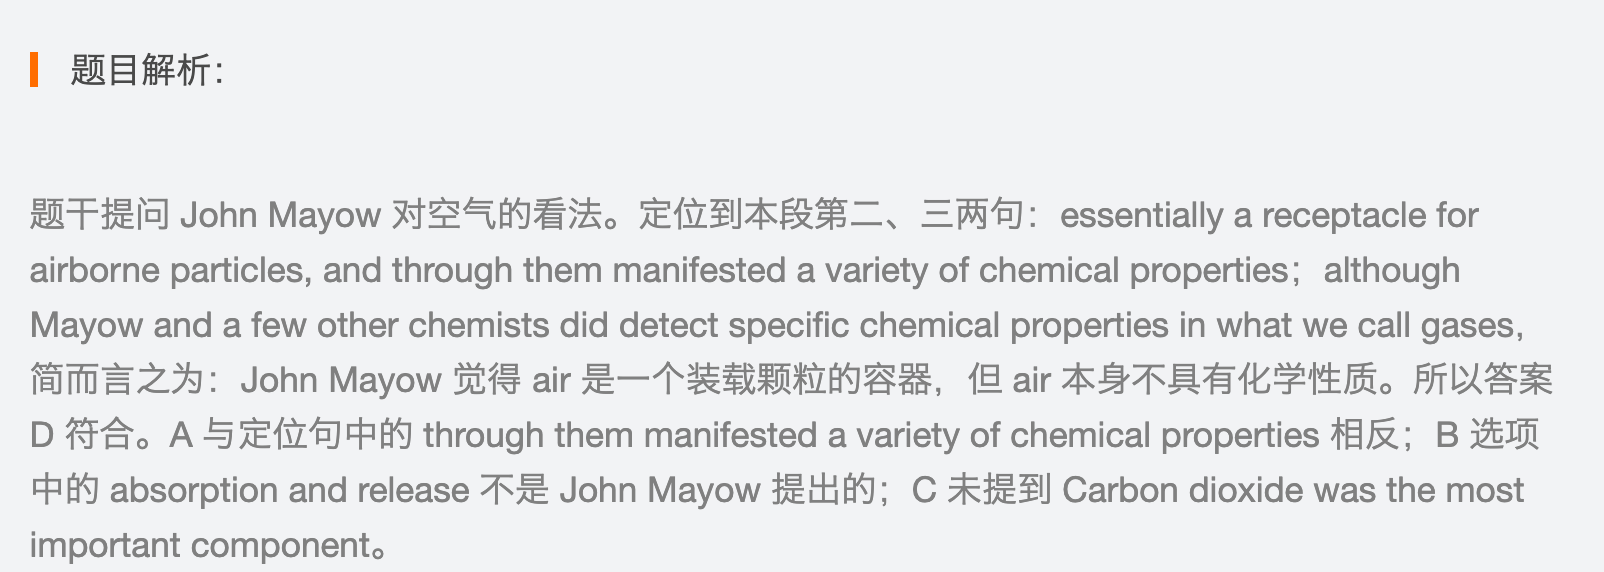 题目解析：
题干提问 John Mayow 对空气的看法。定位到本段第二、三两句：essentially a receptacle for
airborne particles, and through them manifested a variety of chemical properties；although
Mayow and a few other chemists did detect specific chemical properties in what we call gases，
简而言之为：John Mayow 觉得 air 是一个装载颗粒的容器，但 air 本身不具有化学性质。所以答案
D 符合。A 与定位句中的 through them manifested a variety of chemical properties 相反；B 选项
中的 absorption and release 不是 John Mayow 提出的；C 未提到 Carbon dioxide was the most
important component。